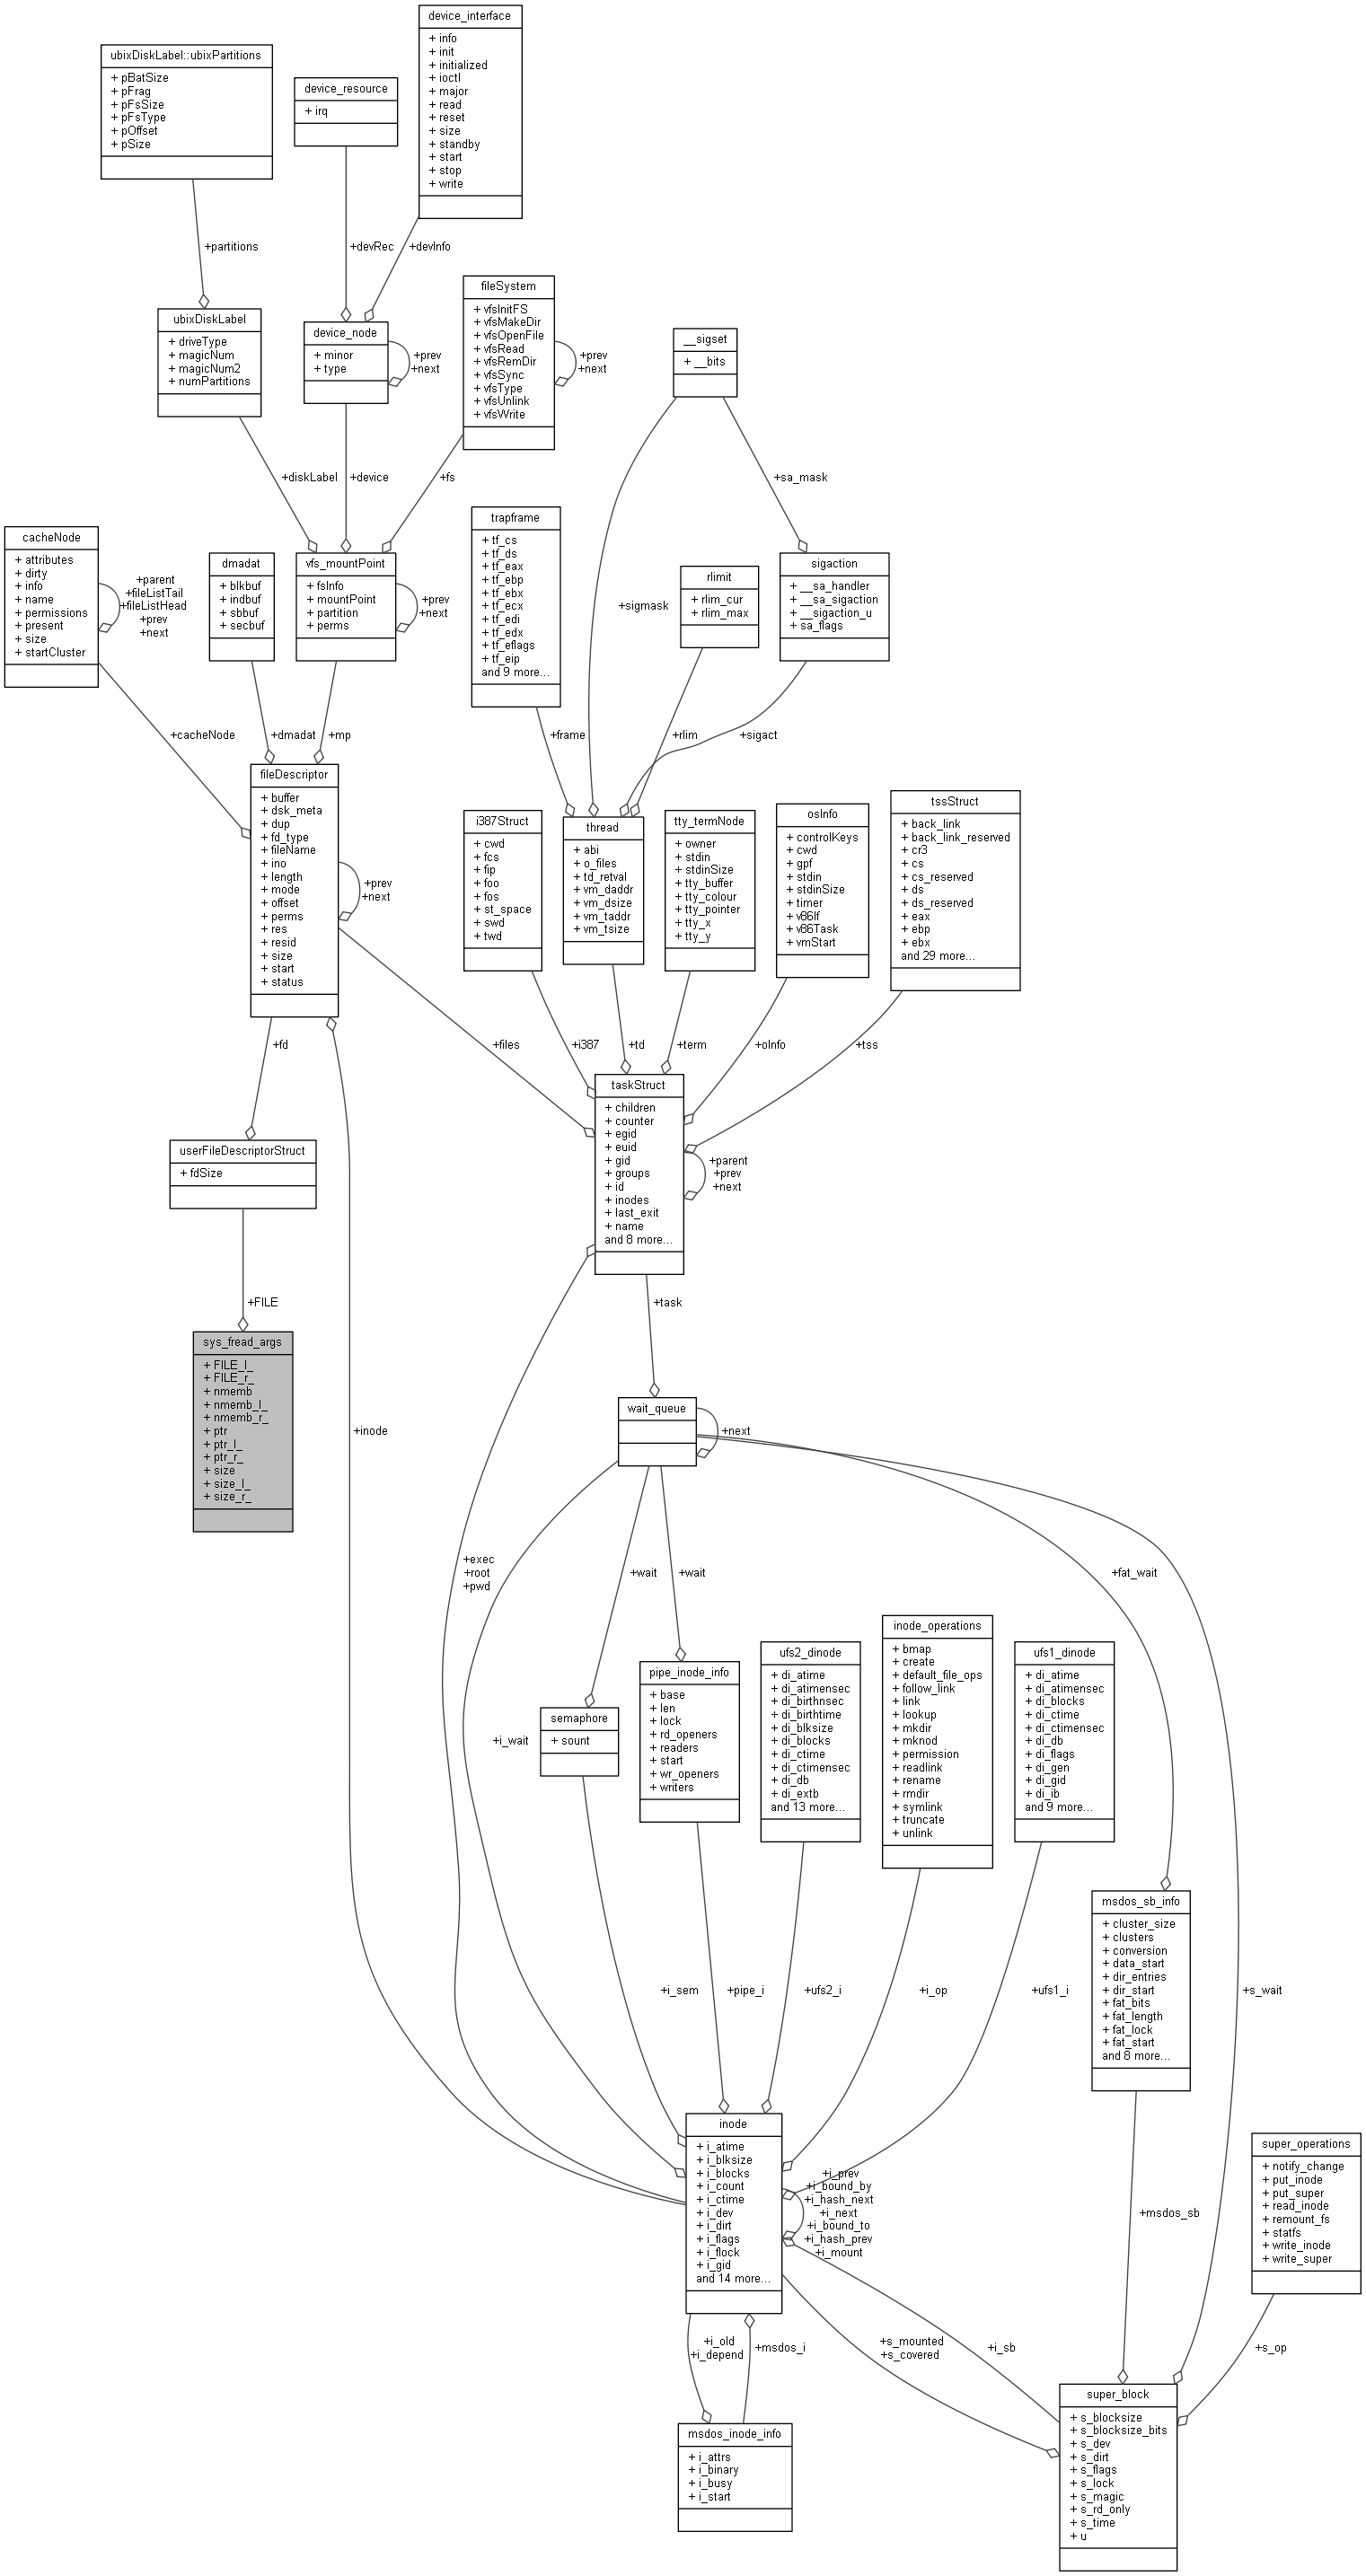 device_interface
+ info
+ init
+ initialized
+ ioctl
+ major
+ read
+ reset
+ size
+ standby
+ start
+ stop
+ write
ubixDiskLabel::ubixPartitions
+ pBatSize
+ pFrag
+ pFsSize
+ pFsType
+ pOffset
+ pSize
device_resource
+ irq
+partitions
+devRec
+devInfo
fileSystem
+ vfsInitFS
+ vfsMakeDir
+ vfsOpenFile
+ vfsRead
+ vfsRemDir
+ vfsSync
+ vfsType
+ vfsUnlink
+ vfsWrite
+prev
+next
ubixDiskLabel
+ driveType
+ magicNum
+ magicNum2
+ numPartitions
device_node
+ minor
+ type
+prev
+next
__sigset
+ __bits
+diskLabel
+device
+fs
+sa_mask
trapframe
+ tf_cs
+ tf_ds
+ tf_eax
+ tf_ebp
+ tf_ebx
+ tf_ecx
+ tf_edi
+ tf_edx
+ tf_eflags
+ tf_eip
and 9 more...
cacheNode
+ attributes
+ dirty
+ info
+ name
+ permissions
+ present
+ size
+ startCluster
+parent
+fileListTail
+fileListHead
+prev
+next
dmadat
+ blkbuf
+ indbuf
+ sbbuf
+ secbuf
vfs_mountPoint
+ fsInfo
+ mountPoint
+ partition
+ perms
+prev
+next
+sigmask
rlimit
+ rlim_cur
+ rlim_max
sigaction
+ __sa_handler
+ __sa_sigaction
+ __sigaction_u
+ sa_flags
+cacheNode
+dmadat
+mp
+frame
+rlim
+sigact
fileDescriptor
+ buffer
+ dsk_meta
+ dup
+ fd_type
+ fileName
+ ino
+ length
+ mode
+ offset
+ perms
+ res
+ resid
+ size
+ start
+ status
+prev
+next
i387Struct
+ cwd
+ fcs
+ fip
+ foo
+ fos
+ st_space
+ swd
+ twd
thread
+ abi
+ o_files
+ td_retval
+ vm_daddr
+ vm_dsize
+ vm_taddr
+ vm_tsize
tty_termNode
+ owner
+ stdin
+ stdinSize
+ tty_buffer
+ tty_colour
+ tty_pointer
+ tty_x
+ tty_y
osInfo
+ controlKeys
+ cwd
+ gpf
+ stdin
+ stdinSize
+ timer
+ v86If
+ v86Task
+ vmStart
tssStruct
+ back_link
+ back_link_reserved
+ cr3
+ cs
+ cs_reserved
+ ds
+ ds_reserved
+ eax
+ ebp
+ ebx
and 29 more...
+fd
+files
+i387
+td
+term
+oInfo
+tss
taskStruct
+ children
+ counter
+ egid
+ euid
+ gid
+ groups
+ id
+ inodes
+ last_exit
+ name
and 8 more...
+parent
+prev
+next
userFileDescriptorStruct
+ fdSize
+FILE
+task
sys_fread_args
+ FILE_l_
+ FILE_r_
+ nmemb
+ nmemb_l_
+ nmemb_r_
+ ptr
+ ptr_l_
+ ptr_r_
+ size
+ size_l_
+ size_r_
+inode
wait_queue
+next
+exec
+root
+pwd
+wait
+wait
+fat_wait
+i_wait
semaphore
+ sount
pipe_inode_info
+ base
+ len
+ lock
+ rd_openers
+ readers
+ start
+ wr_openers
+ writers
ufs2_dinode
+ di_atime
+ di_atimensec
+ di_birthnsec
+ di_birthtime
+ di_blksize
+ di_blocks
+ di_ctime
+ di_ctimensec
+ di_db
+ di_extb
and 13 more...
inode_operations
+ bmap
+ create
+ default_file_ops
+ follow_link
+ link
+ lookup
+ mkdir
+ mknod
+ permission
+ readlink
+ rename
+ rmdir
+ symlink
+ truncate
+ unlink
ufs1_dinode
+ di_atime
+ di_atimensec
+ di_blocks
+ di_ctime
+ di_ctimensec
+ di_db
+ di_flags
+ di_gen
+ di_gid
+ di_ib
and 9 more...
msdos_sb_info
+ cluster_size
+ clusters
+ conversion
+ data_start
+ dir_entries
+ dir_start
+ fat_bits
+ fat_length
+ fat_lock
+ fat_start
and 8 more...
+i_sem
+pipe_i
+ufs2_i
+i_op
+ufs1_i
+s_wait
inode
+ i_atime
+ i_blksize
+ i_blocks
+ i_count
+ i_ctime
+ i_dev
+ i_dirt
+ i_flags
+ i_flock
+ i_gid
and 14 more...
+i_prev
+i_bound_by
+i_hash_next
+i_next
+i_bound_to
+i_hash_prev
+i_mount
+msdos_sb
super_operations
+ notify_change
+ put_inode
+ put_super
+ read_inode
+ remount_fs
+ statfs
+ write_inode
+ write_super
+i_old
+i_depend
+msdos_i
+s_mounted
+s_covered
+i_sb
+s_op
msdos_inode_info
+ i_attrs
+ i_binary
+ i_busy
+ i_start
super_block
+ s_blocksize
+ s_blocksize_bits
+ s_dev
+ s_dirt
+ s_flags
+ s_lock
+ s_magic
+ s_rd_only
+ s_time
+ u